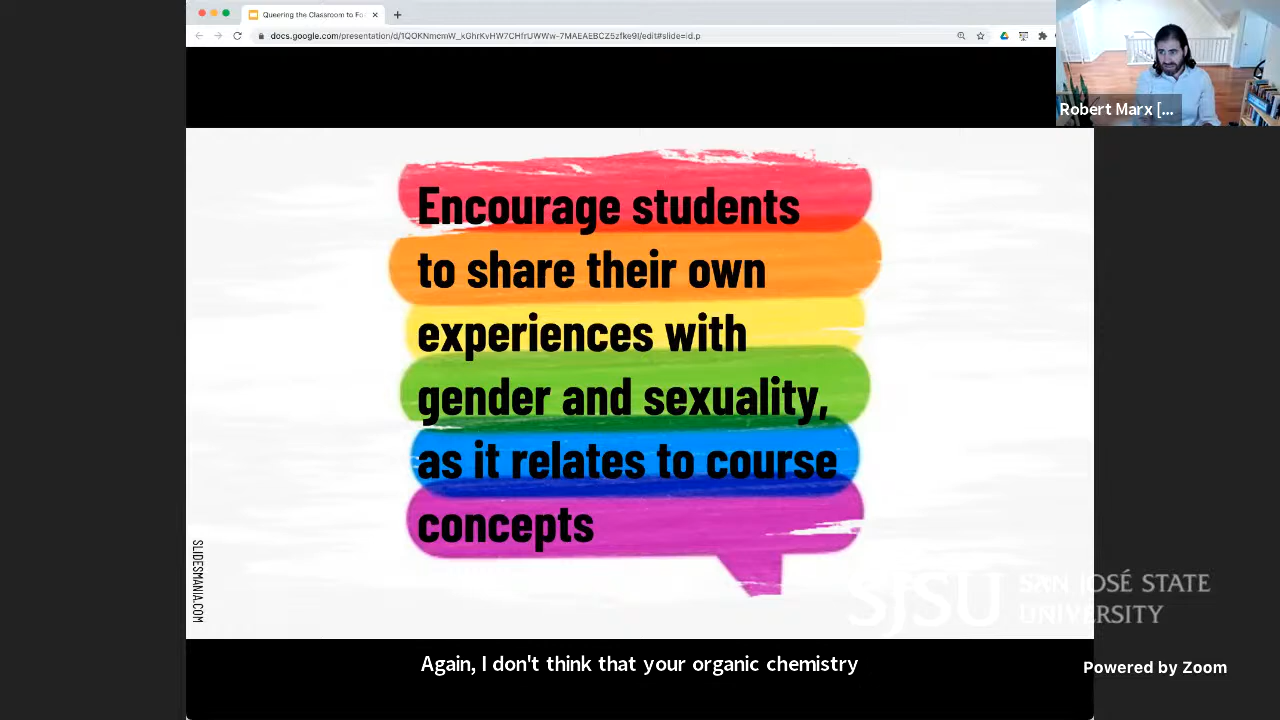 Queering the Classroom to Fo
docs.google.com/presentation/d/1QOKNmcmW_kGhrKvHW7CHfrUWWw-7MAEAEBCZ5zfke9I/edit#slide=id.p
Robert Marx [...
Encourage students
to share their own
experiences with
gender and sexuality,
as it relates to course
concepts
SLIDESMANIA.COM
SJSU SAN JOSÉ STATE
UNIVERSITY
Again, I don't think that your organic chemistry
Powered by Zoom